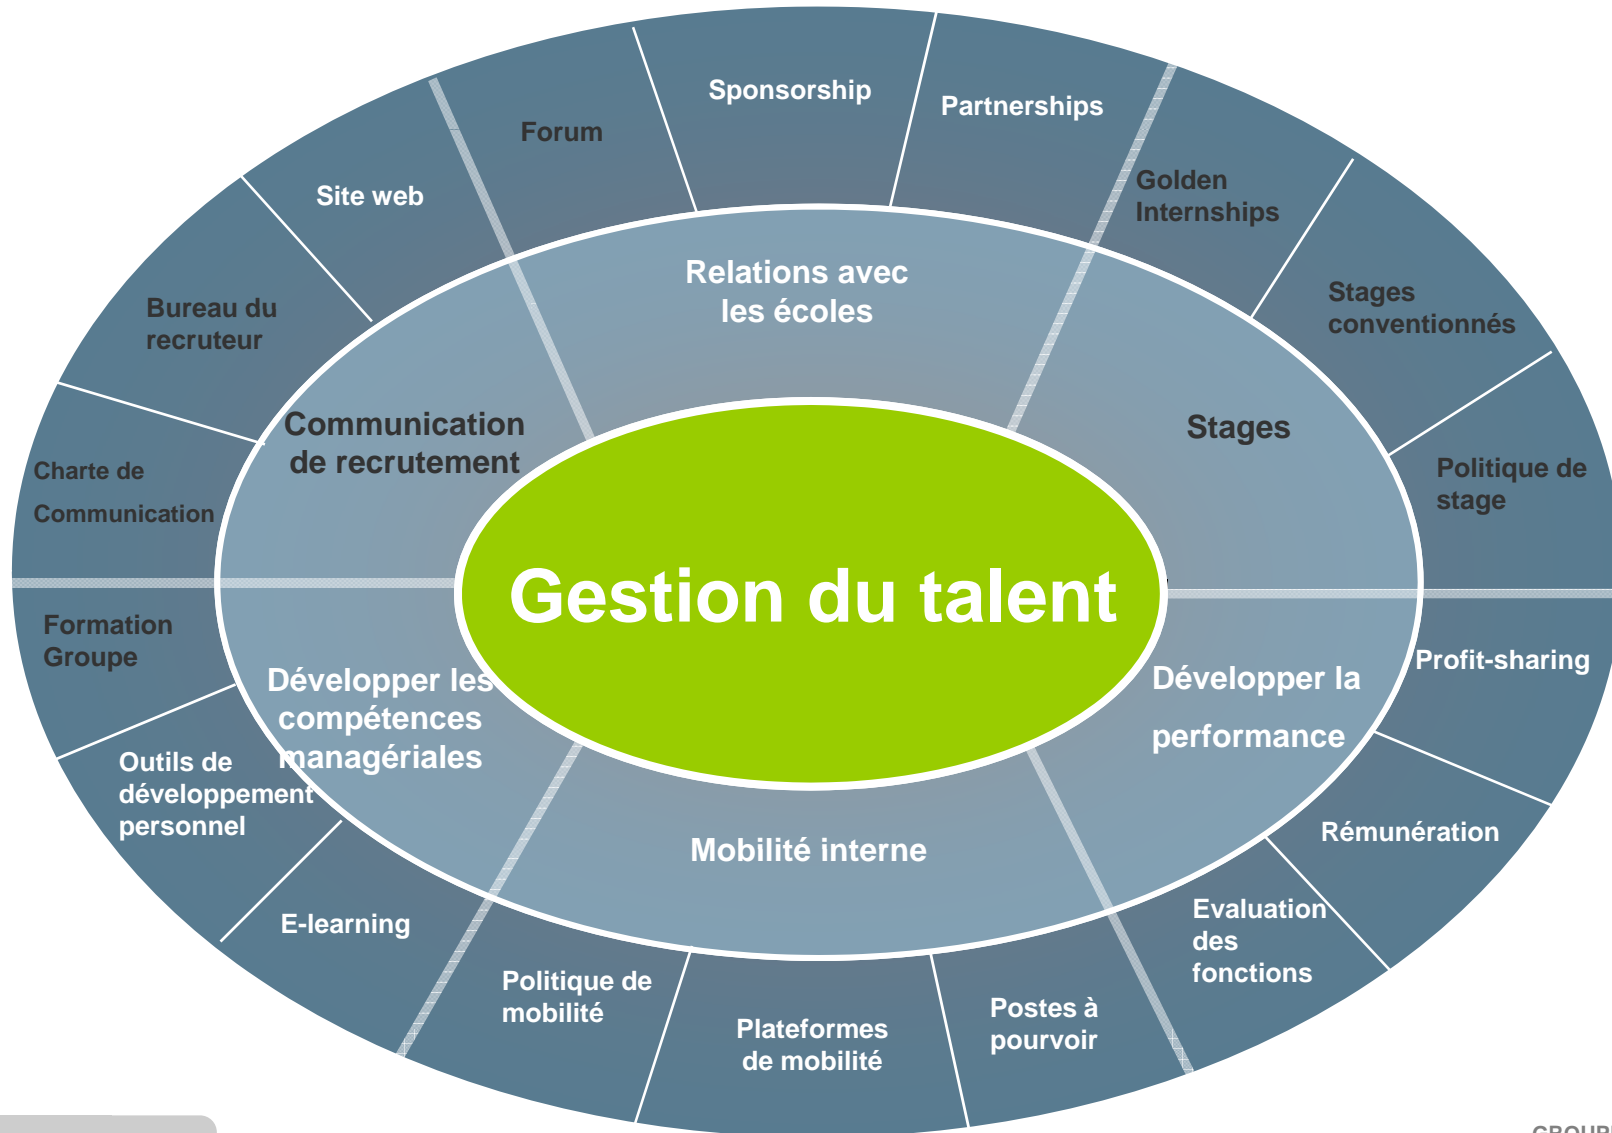 Sponsorship
Partnerships
Forum
Site web
Golden
Internships
Bureau du
recruteur
Stages
conventionnés
Charte de
Communication
Politique de
stage
Relations avec
les écoles
Communication
de recrutement
Stages
Gestion du talent
Formation
Groupe
Développer les
compétences
managériales
Développer la
performance
Profit-sharing
Outils de
développement
personnel
Mobilité interne
Rémunération
E-learning
Evaluation
des
fonctions
Politique de
mobilité
Plateformes
de mobilité
Postes à
pourvoir